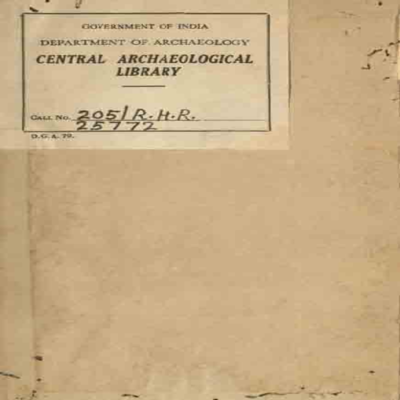 GOVERNMENT OF INDIA
DEPARTMENT OF ARCHAEOLOGY
CENTRAL ARCHAEOLOGICAL
LIBRARY
CALL No. 205/R.H.R.
25772
D.G.A. 79.